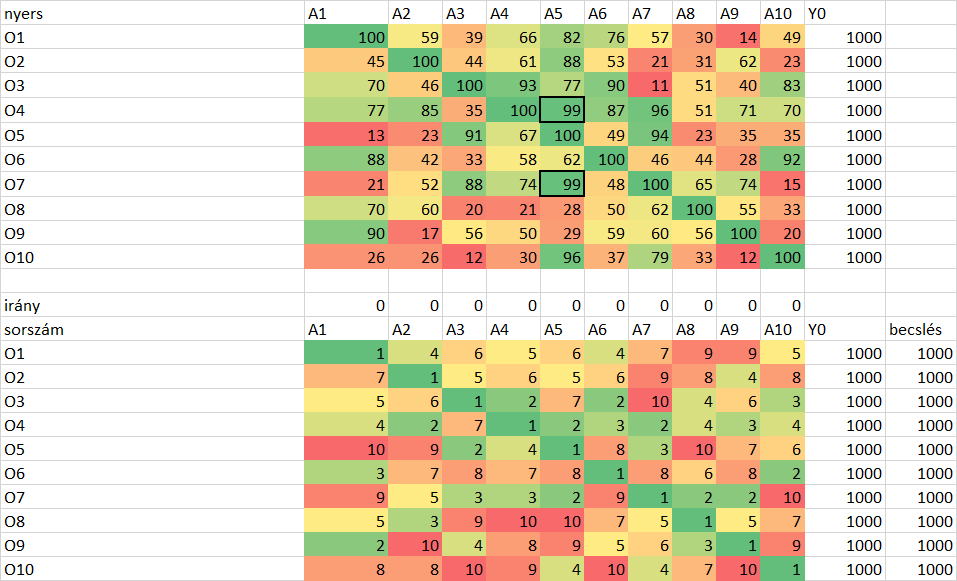 nyers A1 A2 A3 A4 A5 A6 A7 A8 A9 A10 Y0
O1 100 59 39 66 82 76 57 30 14 49 1000
O2 45 100 44 61 88 53 21 31 62 23 1000
O3 70 46 100 93 77 90 11 51 40 83 1000
O4 77 85 35 100 99 87 96 51 71 70 1000
O5 13 23 91 67 100 49 94 23 35 35 1000
O6 88 42 33 58 62 100 46 44 28 92 1000
O7 21 52 88 74 99 48 100 65 74 15 1000
O8 70 60 20 21 28 50 62 100 55 33 1000
O9 90 17 56 50 29 59 60 56 100 20 1000
O10 26 26 12 30 96 37 79 33 12 100 1000
irány 0 0 0 0 0 0 0 0 0 0
sorszám A1 A2 A3 A4 A5 A6 A7 A8 A9 A10 Y0 becslés
O1 1 4 6 5 6 4 7 9 9 5 1000 1000
O2 7 1 5 6 5 6 9 8 4 8 1000 1000
O3 5 6 1 2 7 2 10 4 6 3 1000 1000
O4 4 2 7 1 2 3 2 4 3 4 1000 1000
O5 10 9 2 4 1 8 3 10 7 6 1000 1000
O6 3 7 8 7 8 1 8 6 8 2 1000 1000
O7 9 5 3 3 2 9 1 2 2 10 1000 1000
O8 5 3 9 10 10 7 5 1 5 7 1000 1000
O9 2 10 4 8 9 5 6 3 1 9 1000 1000
O10 8 8 10 9 4 10 4 7 10 1 1000 1000